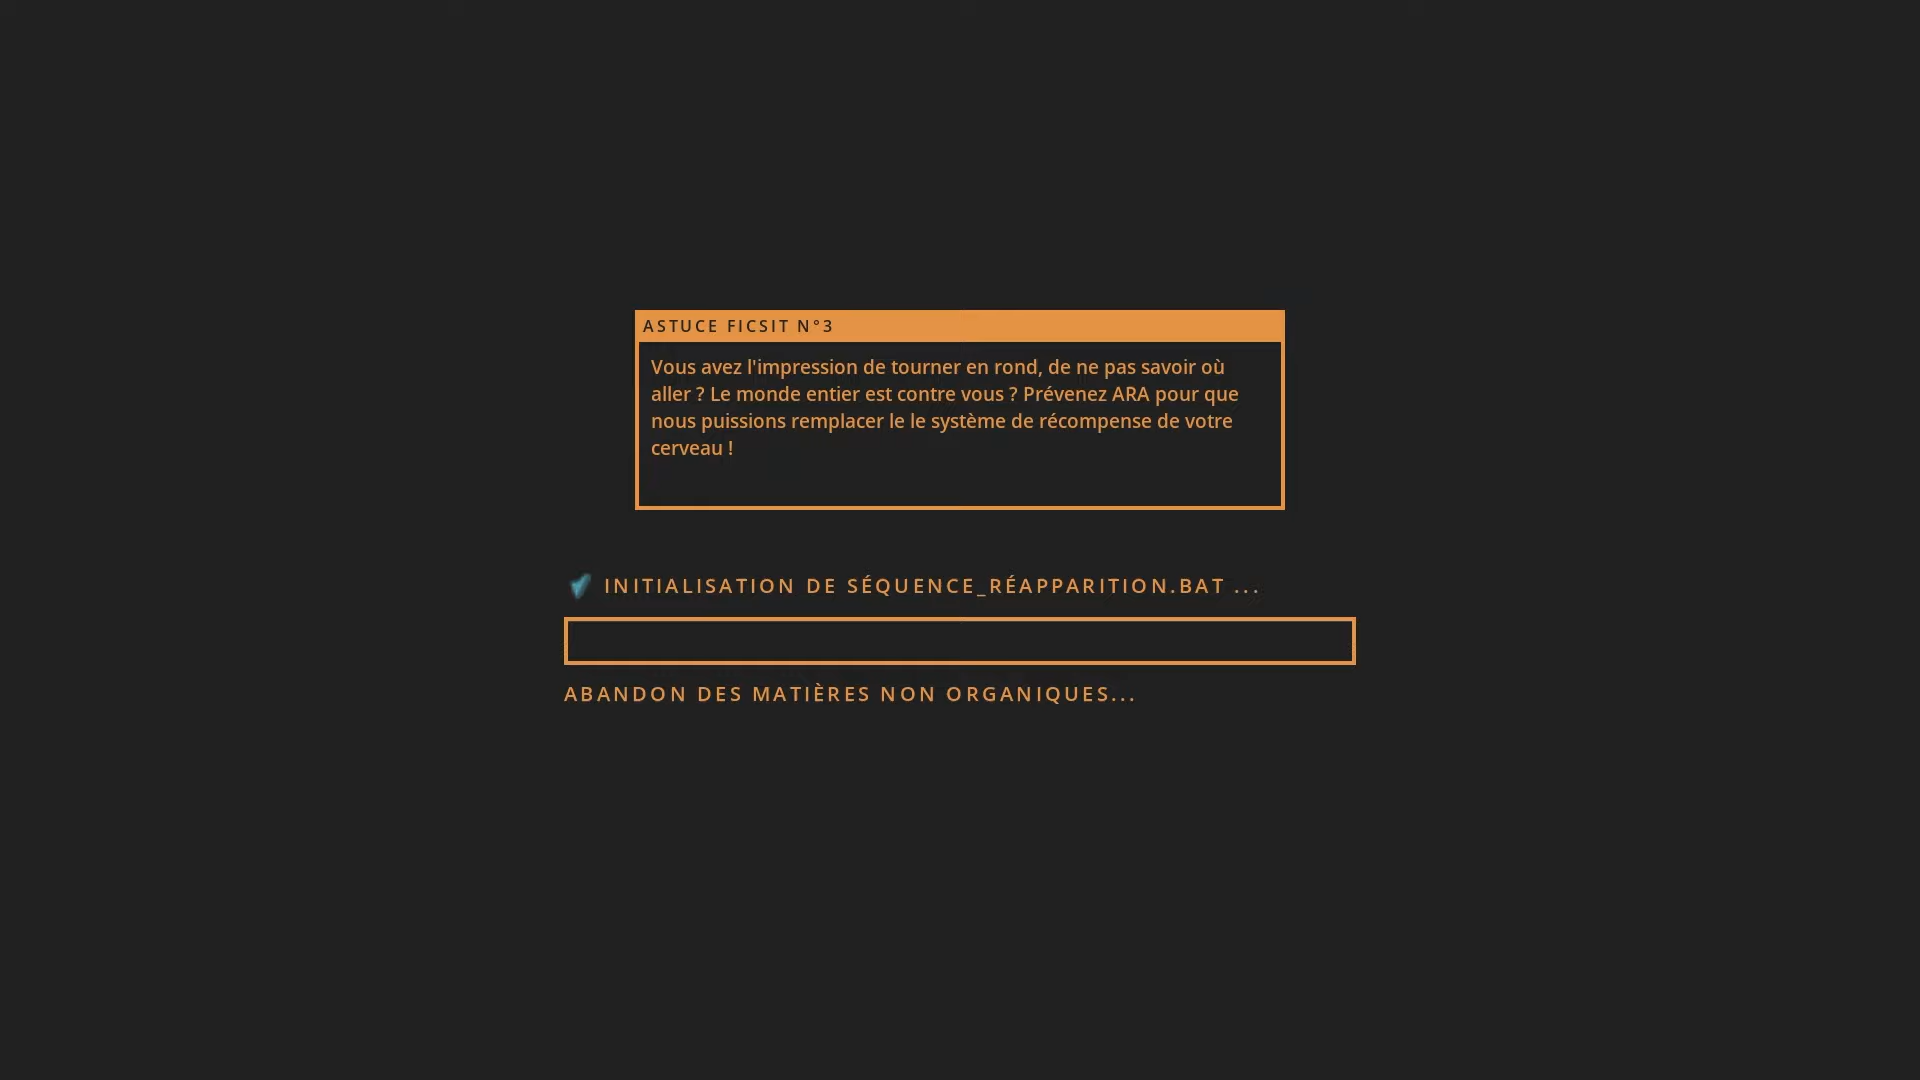 ASTUCE FICSIT N°3
Vous avez l'impression de tourner en rond, de ne pas savoir où
aller ? Le monde entier est contre vous ? Prévenez ARA pour que
nous puissions remplacer le le système de récompense de votre
cerveau !
INITIALISATION DE SÉQUENCE_RÉAPPARITION.BAT ...
ABANDON DES MATIÈRES NON ORGANIQUES...